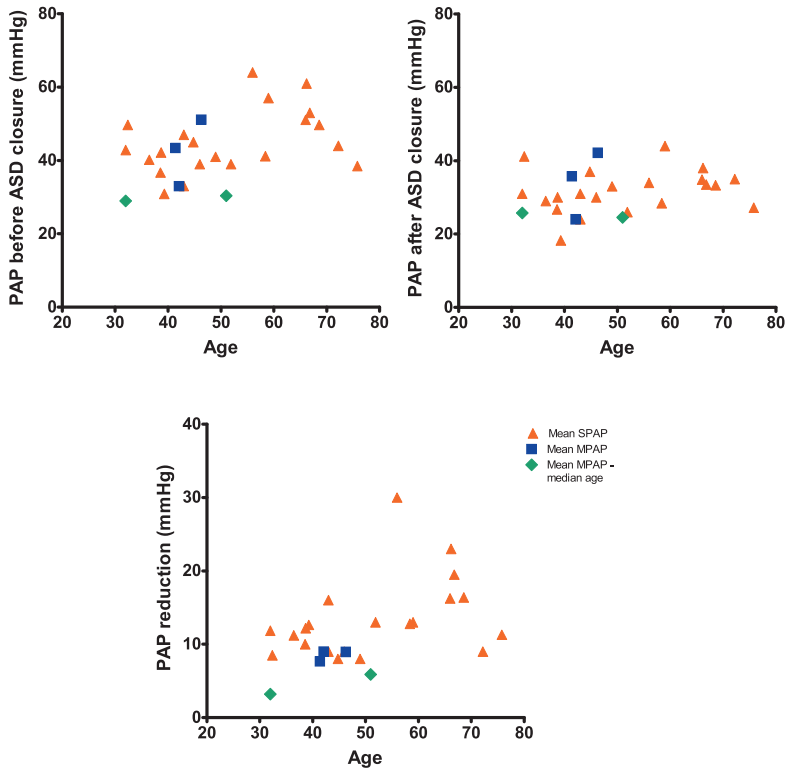 PAP before ASD closure (mmHg)
80
60
40
20
0
20 30 40 50 60 70 80
Age
PAP after ASD closure (mmHg)
80
60
40
20
0
20 30 40 50 60 70 80
Age
PAP reduction (mmHg)
40
30
20
10
0
20 30 40 50 60 70 80
Age
Mean SPAP
Mean MPAP
Mean MPAP -
median age